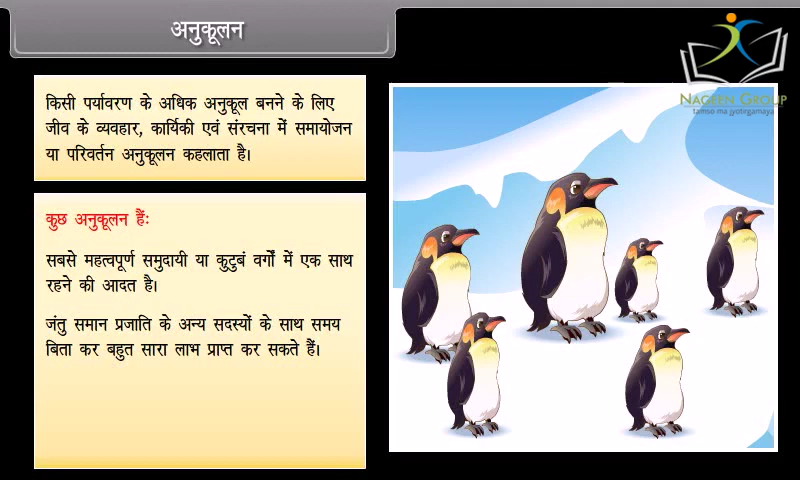 अनुकूलन
NAGEEN GROUP
tamso ma jyotirgamaya
किसी पर्यावरण के अधिक अनुकूल बनने के लिए
जीव के व्यवहार, कार्यिकी एवं संरचना में समायोजन
या परिवर्तन अनुकूलन कहलाता है।
कुछ अनुकूलन हैं:
सबसे महत्वपूर्ण समुदायी या कुटुबं वर्गों में एक साथ
रहने की आदत है।
जंतु समान प्रजाति के अन्य सदस्यों के साथ समय
बिता कर बहुत सारा लाभ प्राप्त कर सकते हैं।